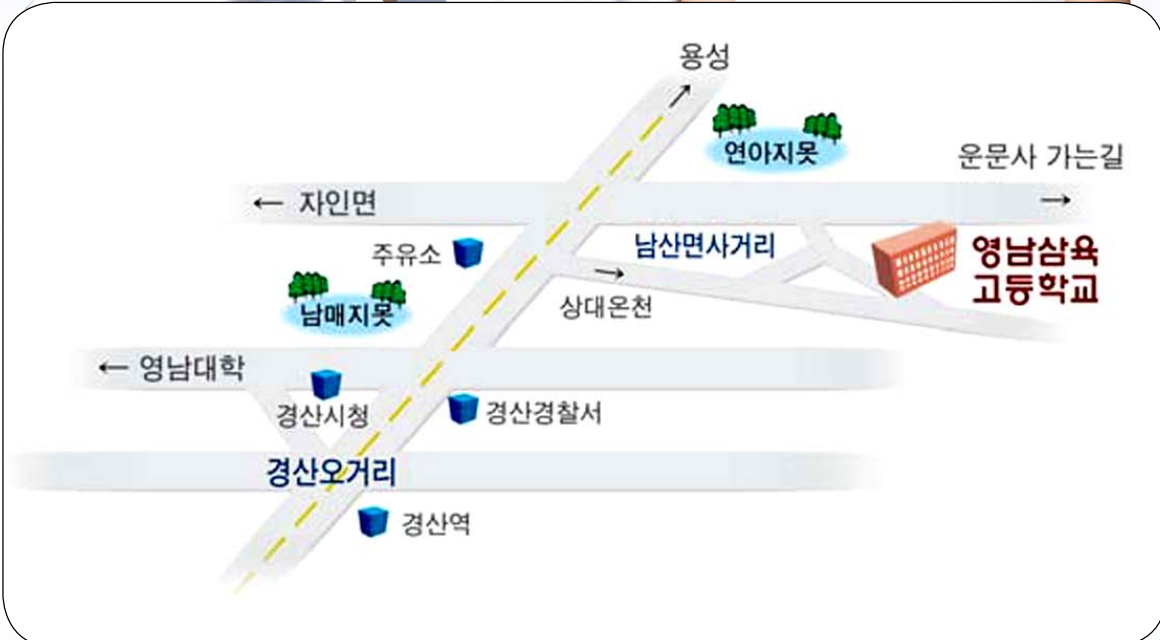 용성
연아지못
운문사 가는길
← 자인면
→
주유소
남산면사거리
영남삼육
고등학교
→
상대온천
남매지못
← 영남대학
경산시청
경산경찰서
경산오거리
경산역